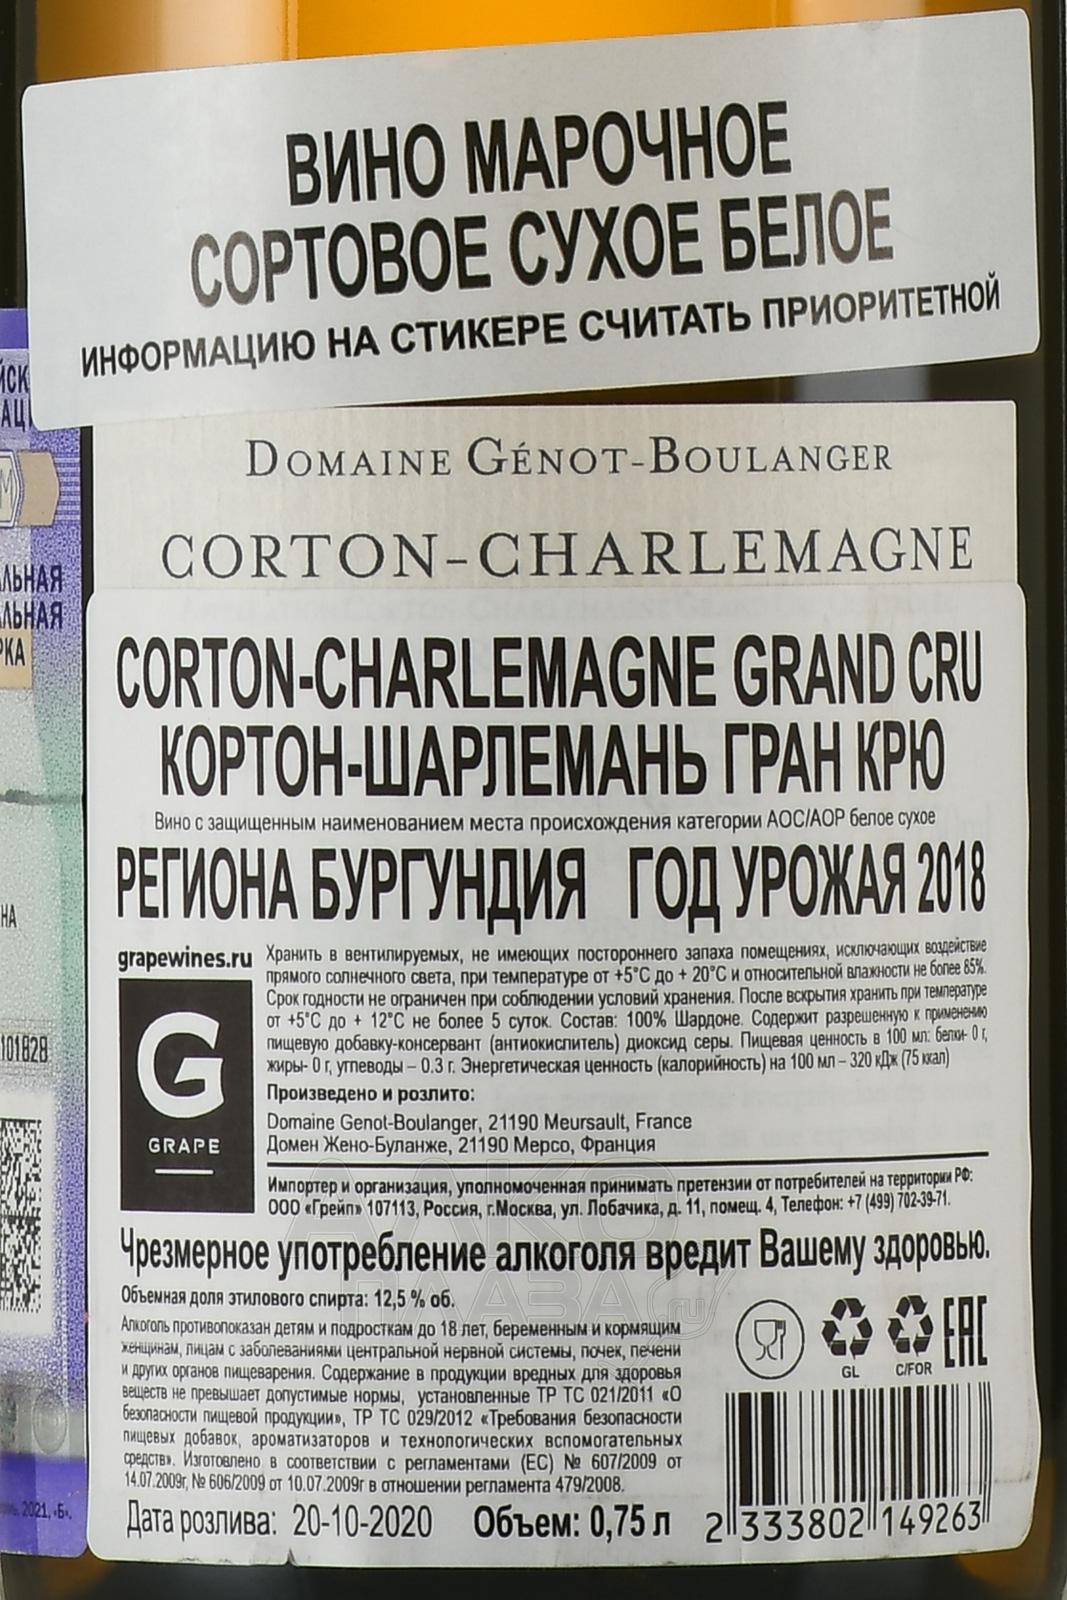 ВИНО МАРОЧНОЕ
СОРТОВОЕ СУХОЕ БЕЛОЕ
ИНФОРМАЦИЮ НА СТИКЕРЕ СЧИТАТЬ ПРИОРИТЕТНОЙ
DOMAINE GÉNOT-BOULANGER
CORTON-CHARLEMAGNE
CORTON-CHARLEMAGNE GRAND CRU
КОРТОН-ШАРЛЕМАНЬ ГРАН КРЮ
Вино с защищенным наименованием места происхождения категории AOC/AOP белое сухое
РЕГИОНА БУРГУНДИЯ ГОД УРОЖАЯ 2018
grapewines.ru
G
GRAPE
Хранить в вентилируемых, не имеющих постороннего запаха помещениях, исключающих воздействие
прямого солнечного света, при температуре от +5°С до + 20°С и относительной влажности не более 85%.
Срок годности не ограничен при соблюдении условий хранения. После вскрытия хранить при температуре
от +5°С до + 12°С не более 5 суток. Состав: 100% Шардоне. Содержит разрешенную к применению
пищевую добавку-консервант (антиокислитель) диоксид серы. Пищевая ценность в 100 мл: белки- 0 г,
жиры- 0 г, углеводы – 0.3 г. Энергетическая ценность (калорийность) на 100 мл – 320 кДж (75 ккал)
Произведено и розлито:
Domaine Genot-Boulanger, 21190 Meursault, France
Домен Жено-Буланже, 21190 Мерсо, Франция
Импортер и организация, уполномоченная принимать претензии от потребителей на территории РФ:
ООО «Грейп» 107113, Россия, г.Москва, ул. Лобачика, д. 11, помещ. 4, Телефон: +7 (499) 702-39-71.
Чрезмерное употребление алкоголя вредит Вашему здоровью.
Объемная доля этилового спирта: 12,5 % об.
Алкоголь противопоказан детям и подросткам до 18 лет, беременным и кормящим
женщинам, лицам с заболеваниями центральной нервной системы, почек, печени
и других органов пищеварения. Содержание в продукции вредных для здоровья
веществ не превышает допустимые нормы, установленные ТР ТС 021/2011 «О
безопасности пищевой продукции», ТР ТС 029/2012 «Требования безопасности
пищевых добавок, ароматизаторов и технологических вспомогательных
средств». Изготовлено в соответствии с регламентами (ЕС) № 607/2009 от
14.07.2009г, № 606/2009 от 10.07.2009г в отношении регламента 479/2008.
GL
C/FOR
EAC
Дата розлива: 20-10-2020 Объем: 0,75 л
2 333802 149263
АЛКО
ПЛАЗА.ru
101828
2021, «Б».